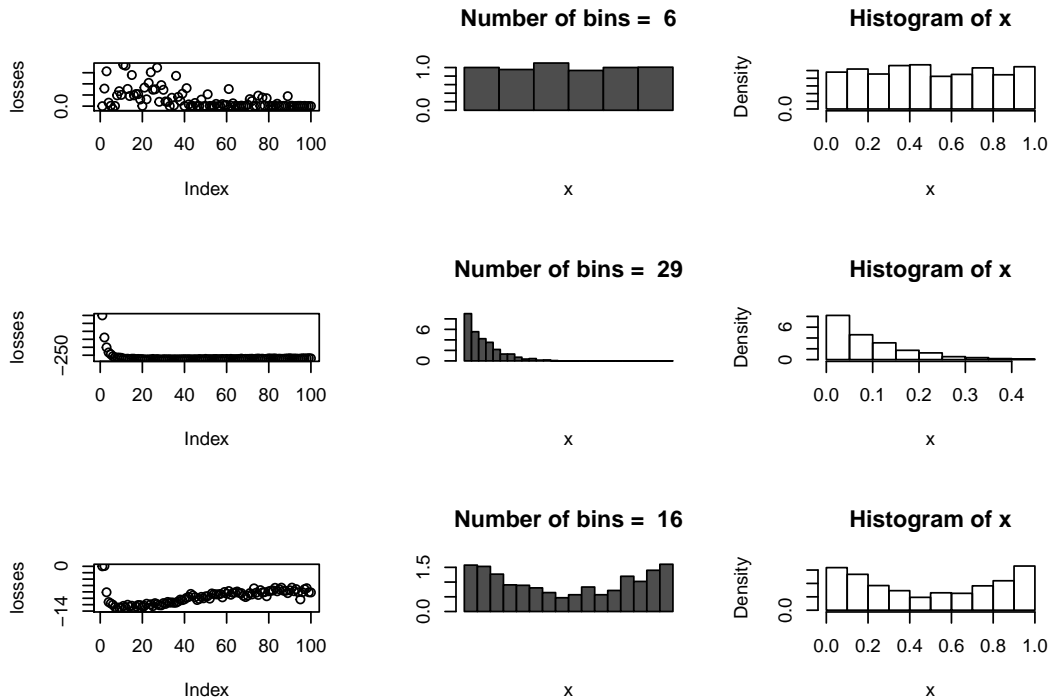 Number of bins = 6
Histogram of x
losses
0.0
0 20 40 60 80 100
Index
0.0 1.0
x
Density
0.0
0.0 0.2 0.4 0.6 0.8 1.0
x
Number of bins = 29
Histogram of x
losses
−250
0 20 40 60 80 100
Index
0 6
x
Density
0 6
0.0 0.1 0.2 0.3 0.4
x
Number of bins = 16
Histogram of x
losses
−14 0
0 20 40 60 80 100
Index
0.0 1.5
x
Density
0.0
0.0 0.2 0.4 0.6 0.8 1.0
x